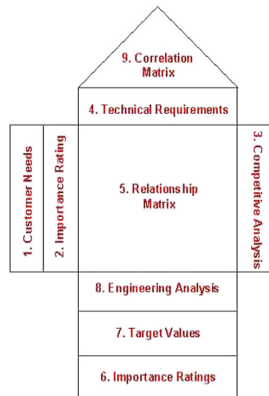 9. Correlation
Matrix
4. Technical Requirements
1. Customer Needs
2. Importance Rating
5. Relationship
Matrix
3. Competitive Analysis
8. Engineering Analysis
7. Target Values
6. Importance Ratings